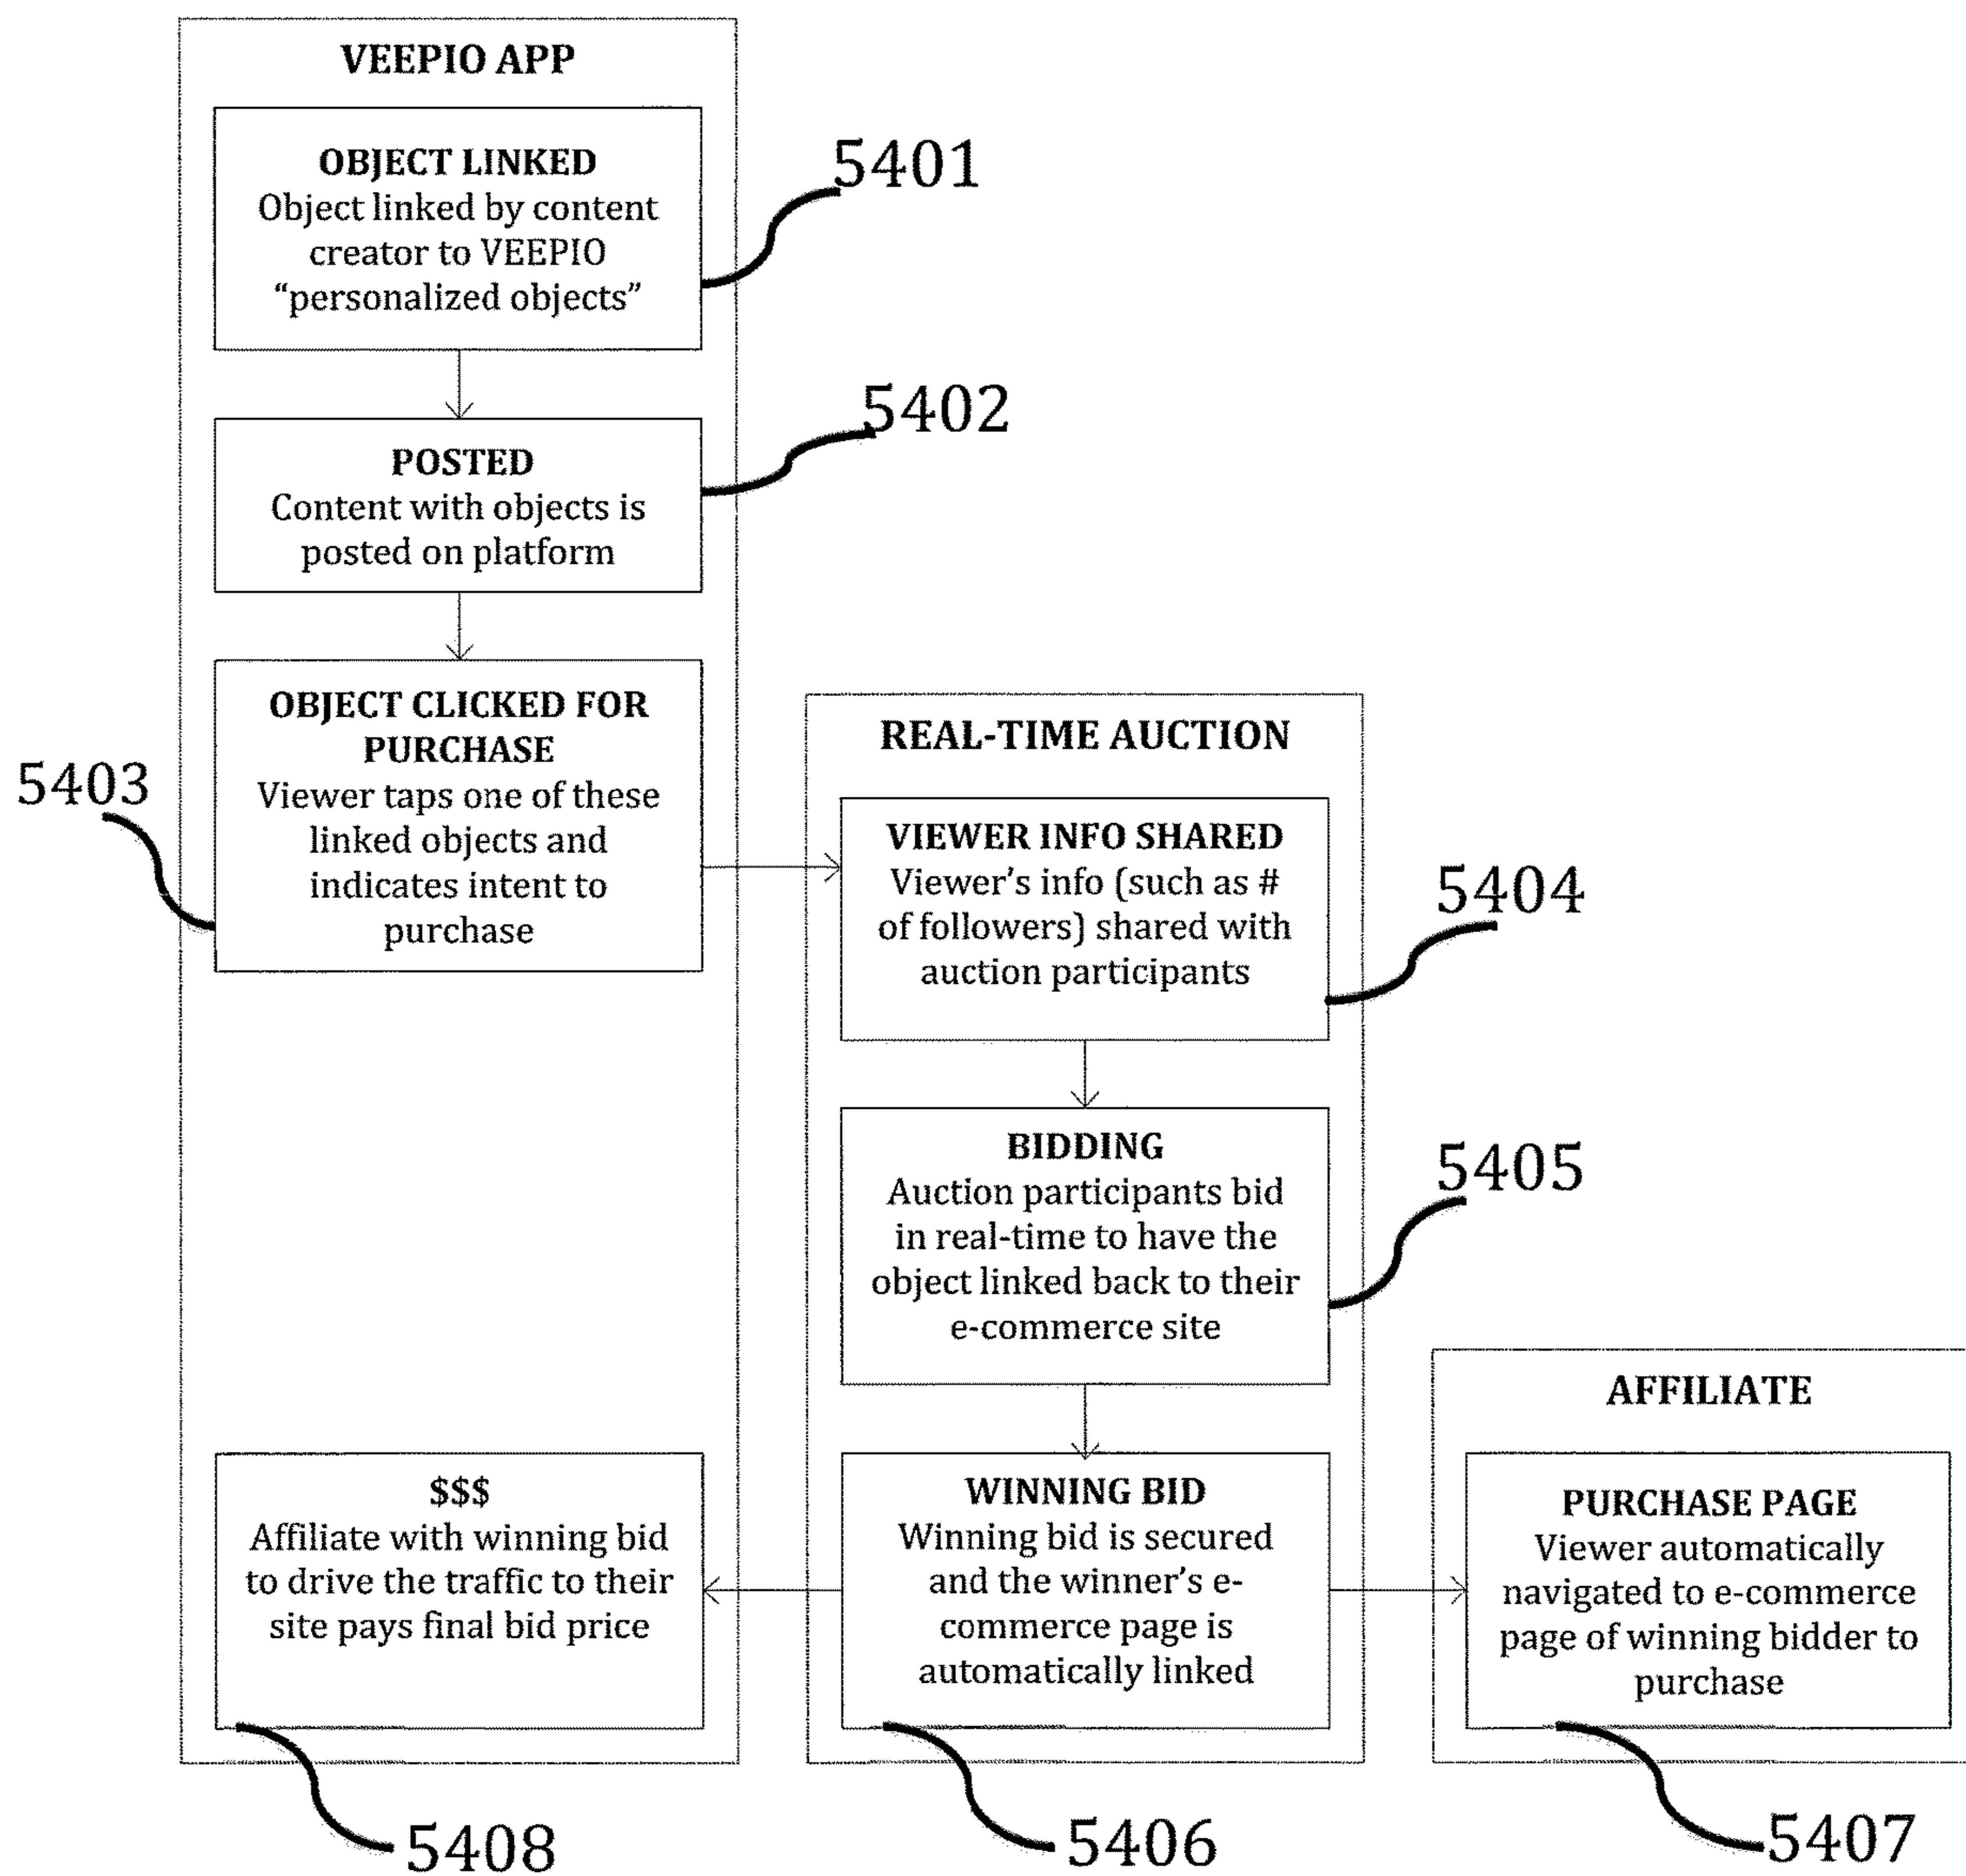 VEEPIO APP
OBJECT LINKED
Object linked by content
creator to VEEPIO
“personalized objects”
5401
POSTED
Content with objects is
posted on platform
5402
OBJECT CLICKED FOR
PURCHASE
Viewer taps one of these
linked objects and
indicates intent to
purchase
5403
REAL-TIME AUCTION
VIEWER INFO SHARED
Viewer’s info (such as #
of followers) shared with
auction participants
5404
BIDDING
Auction participants bid
in real-time to have the
object linked back to their
e-commerce site
5405
WINNING BID
Winning bid is secured
and the winner’s e-
commerce page is
automatically linked
5406
AFFILIATE
PURCHASE PAGE
Viewer automatically
navigated to e-commerce
page of winning bidder to
purchase
5407
$$$
Affiliate with winning bid
to drive the traffic to their
site pays final bid price
5408